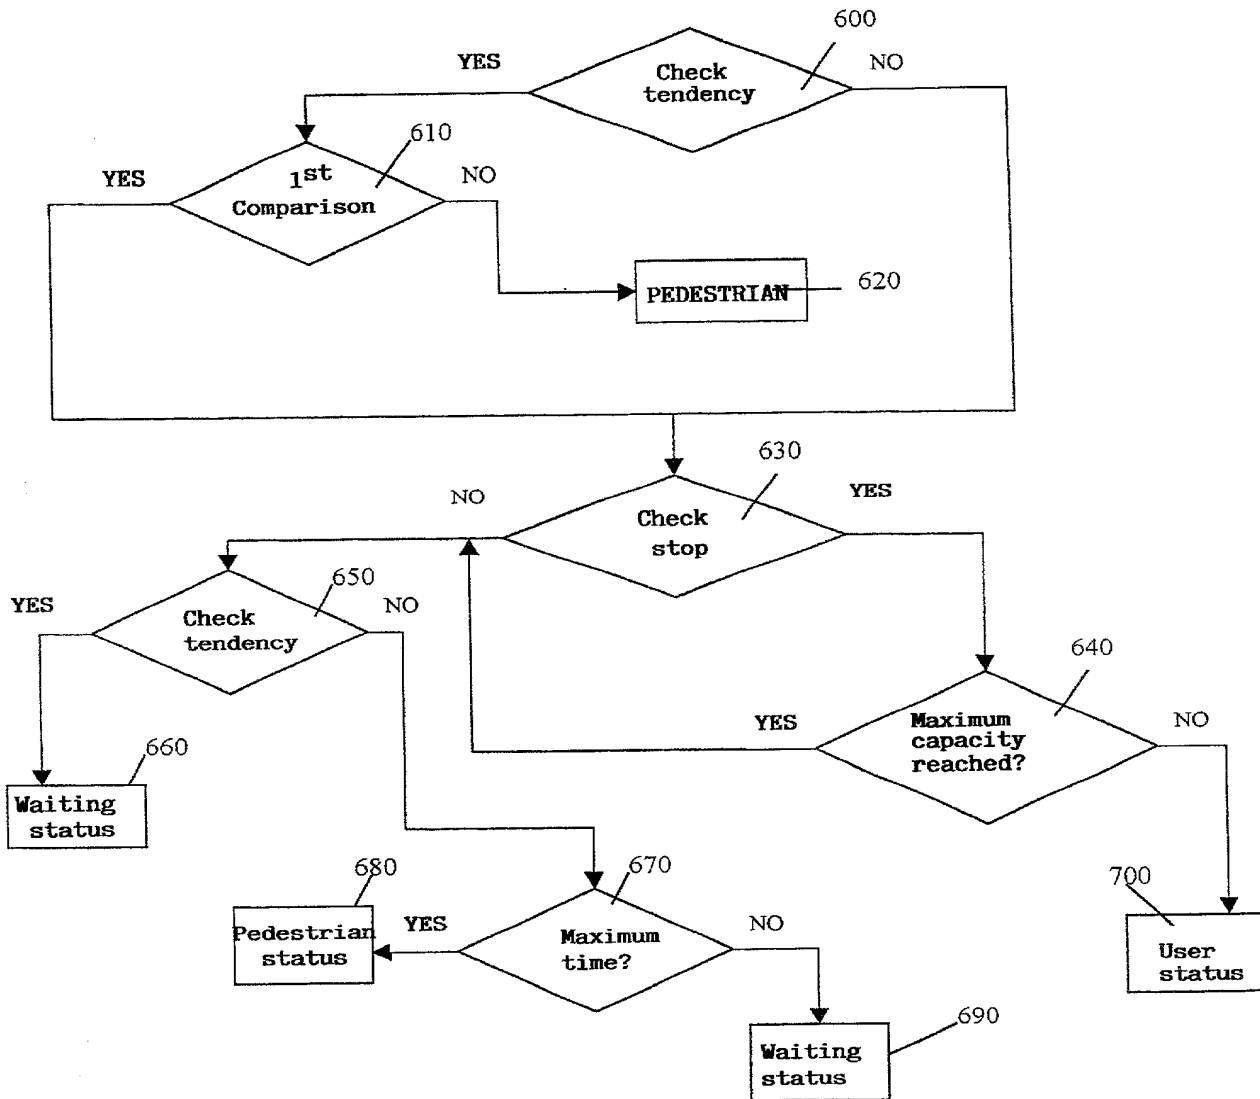 600
YES
Check
tendency
NO
610
YES
1st
Comparison
NO
PEDESTRIAN
620
630
NO
YES
Check
stop
650
YES
Check
tendency
NO
640
YES
Maximum
capacity
reached?
NO
660
Waiting
status
680
670
700
Pedestrian
status
YES
Maximum
time?
NO
User
status
690
Waiting
status